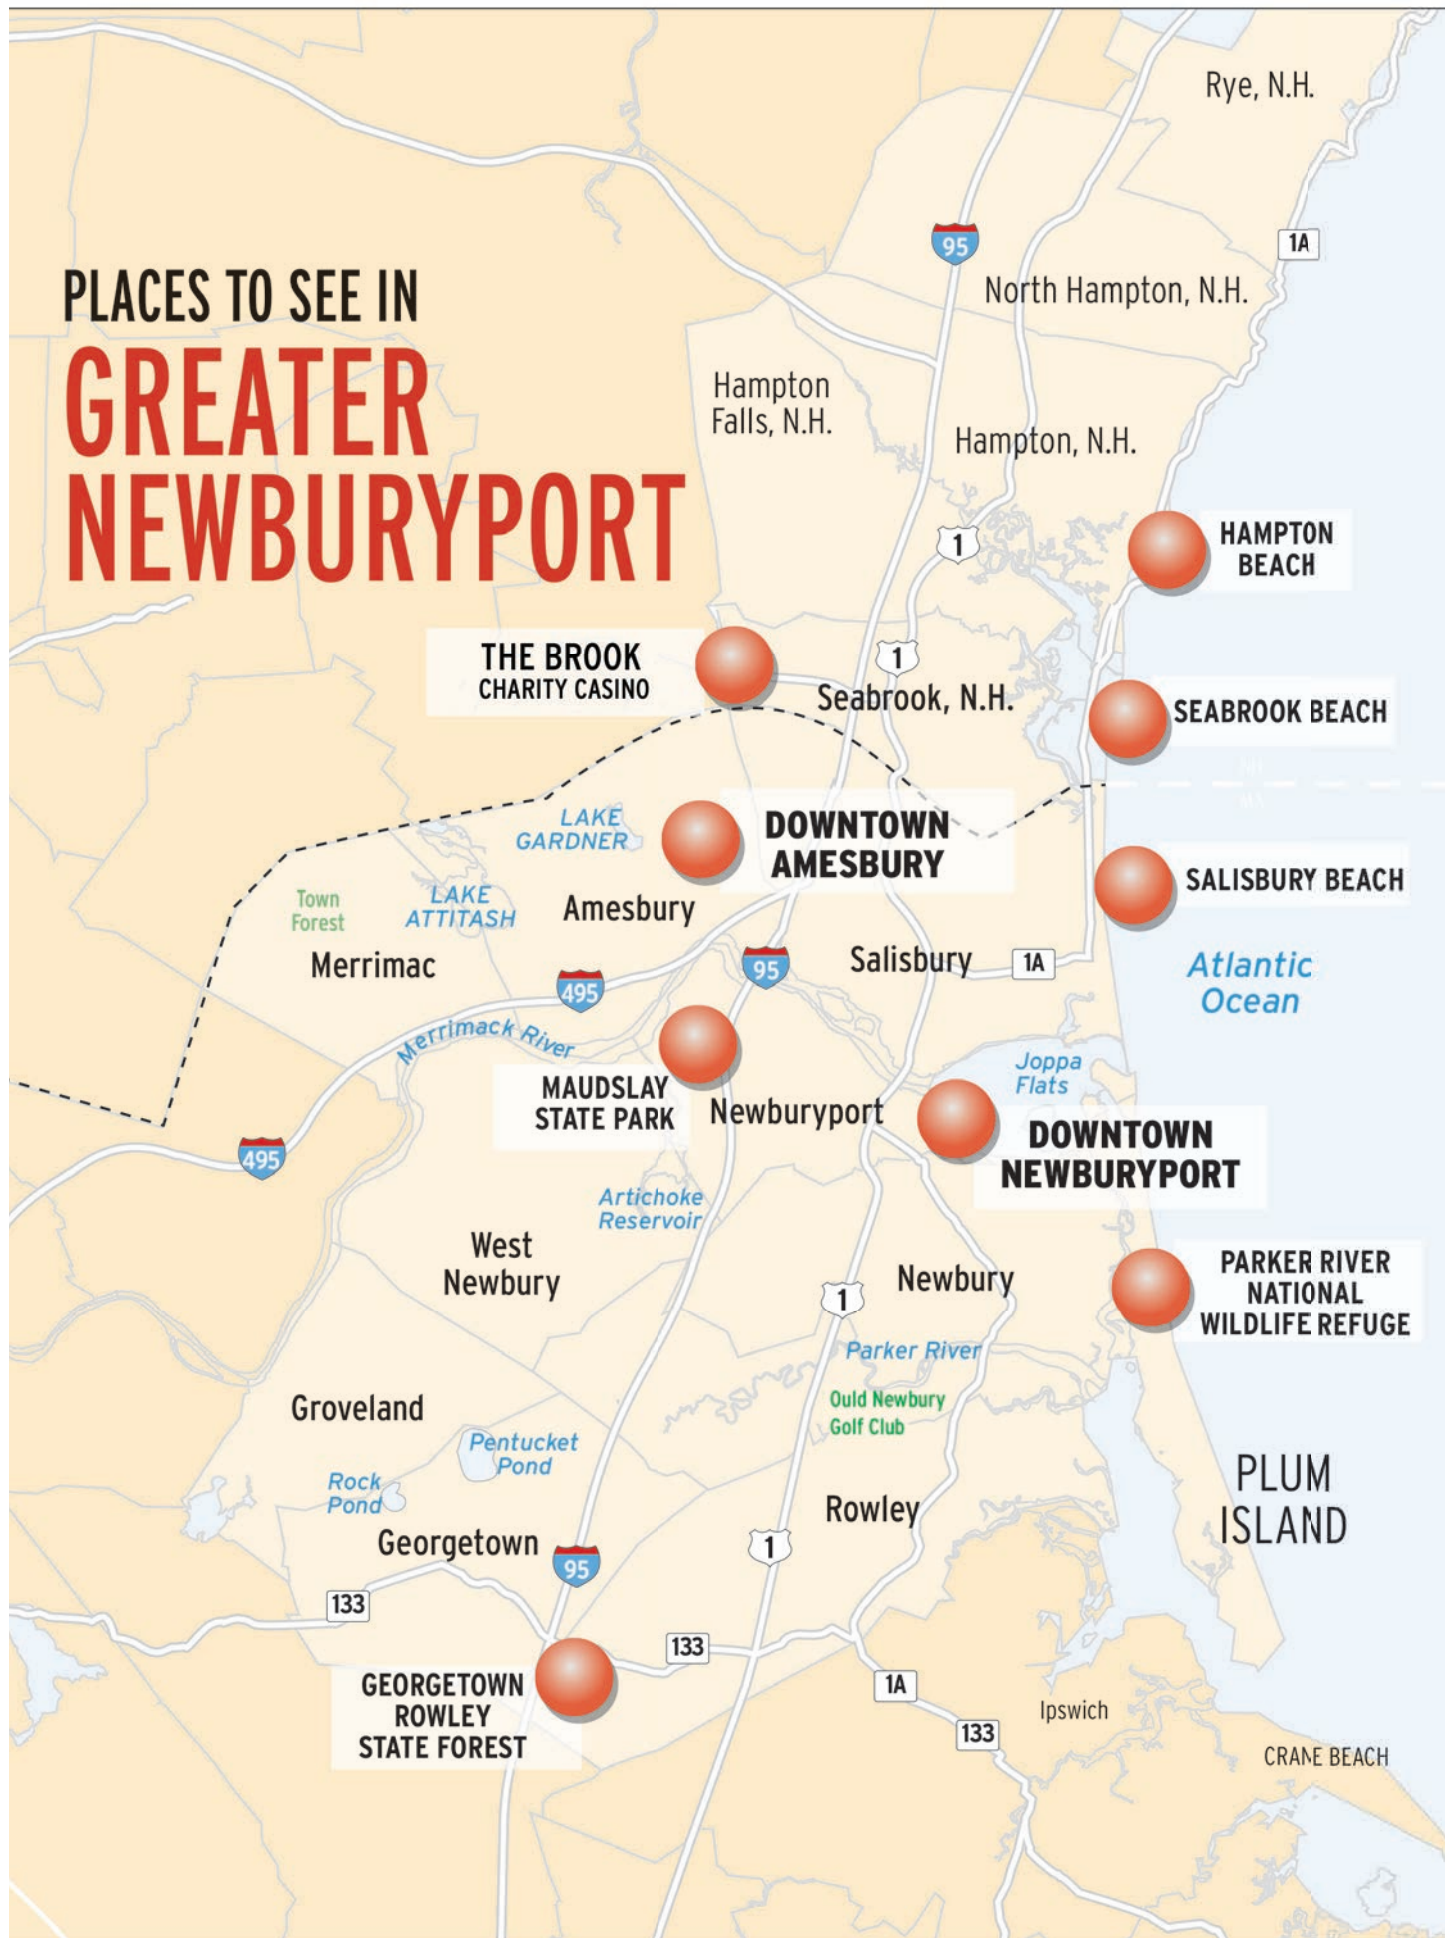 Rye, N.H.
95
1A
PLACES TO SEE IN
GREATER
NEWBURYPORT
North Hampton, N.H.
Hampton
Falls, N.H.
Hampton, N.H.
1
HAMPTON
BEACH
THE BROOK
CHARITY CASINO
1
Seabrook, N.H.
SEABROOK BEACH
LAKE
GARDNER
DOWNTOWN
AMESBURY
SALISBURY BEACH
Town
Forest
LAKE
ATTITASH
Amesbury
Merrimac
495
95
Salisbury
1A
Atlantic
Ocean
Merrimack River
Joppa
Flats
MAUDSLAY
STATE PARK
Newburyport
DOWNTOWN
NEWBURYPORT
495
Artichoke
Reservoir
West
Newbury
Newbury
PARKER RIVER
NATIONAL
WILDLIFE REFUGE
1
Parker River
Ould Newbury
Golf Club
Groveland
Pentucket
Pond
Rock
Pond
PLUM
ISLAND
Rowley
Georgetown
95
1
133
133
GEORGETOWN
ROWLEY
STATE FOREST
1A
Ipswich
133
CRANE BEACH